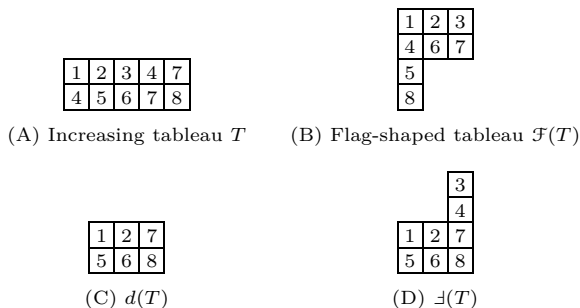 1 2 3 4 7
4 5 6 7 8
(A) Increasing tableau T
1 2 3
4 6 7
5
8
(B) Flag-shaped tableau ℱ(T)
1 2 7
5 6 8
(C) d(T)
3
4
1 2 7
5 6 8
(D) Ⅎ(T)